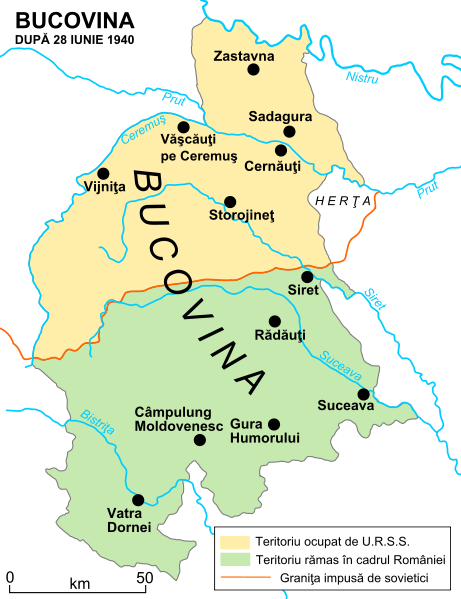 BUCOVINA
DUPĂ 28 IUNIE 1940
Zastavna
Nistru
Prut
Sadagura
Ceremuş
Văşcăuţi
pe Ceremuş
Cernăuţi
Vijniţa
Prut
HERŢA
Storojineţ
BUCOVINA
Siret
Siret
Rădăuţi
Suceava
Suceava
Câmpulung
Moldovenesc
Gura
Humorului
Bistriţa
Vatra
Dornei
Teritoriu ocupat de U.R.S.S.
Teritoriu rămas în cadrul României
Graniţa impusă de sovietici
0 km 50